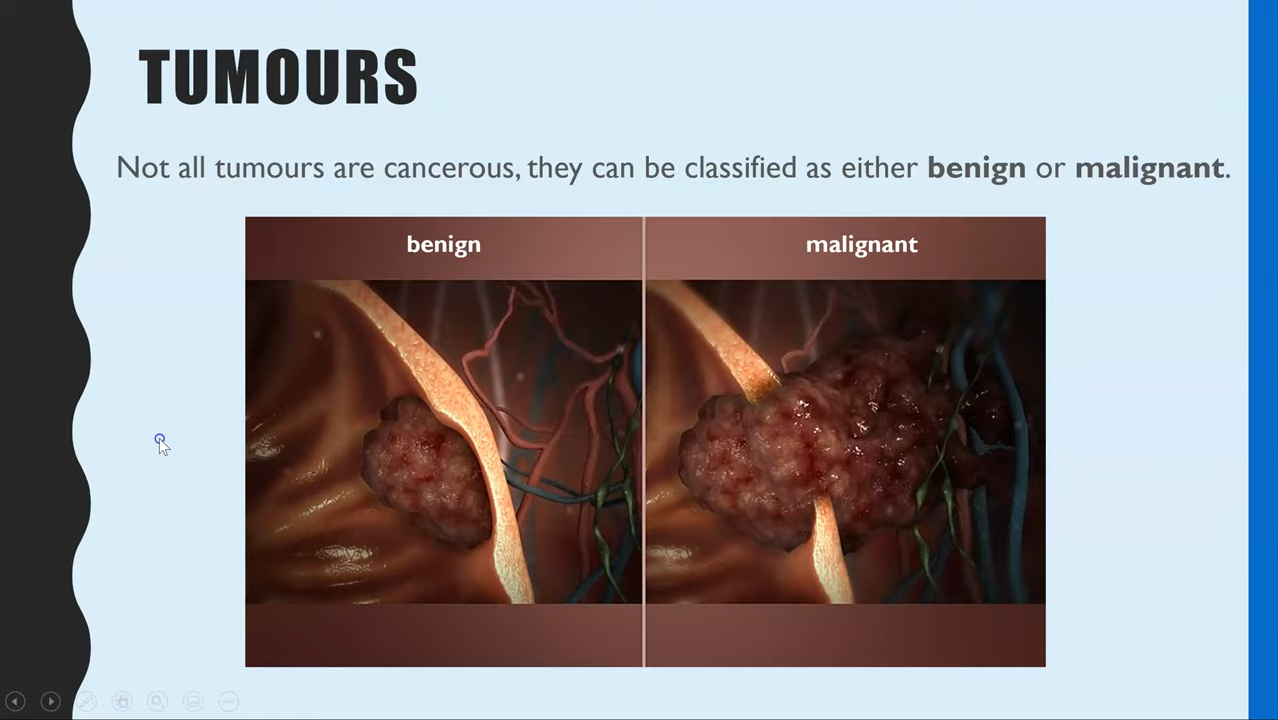 TUMOURS
Not all tumours are cancerous, they can be classified as either benign or malignant.
benign
malignant